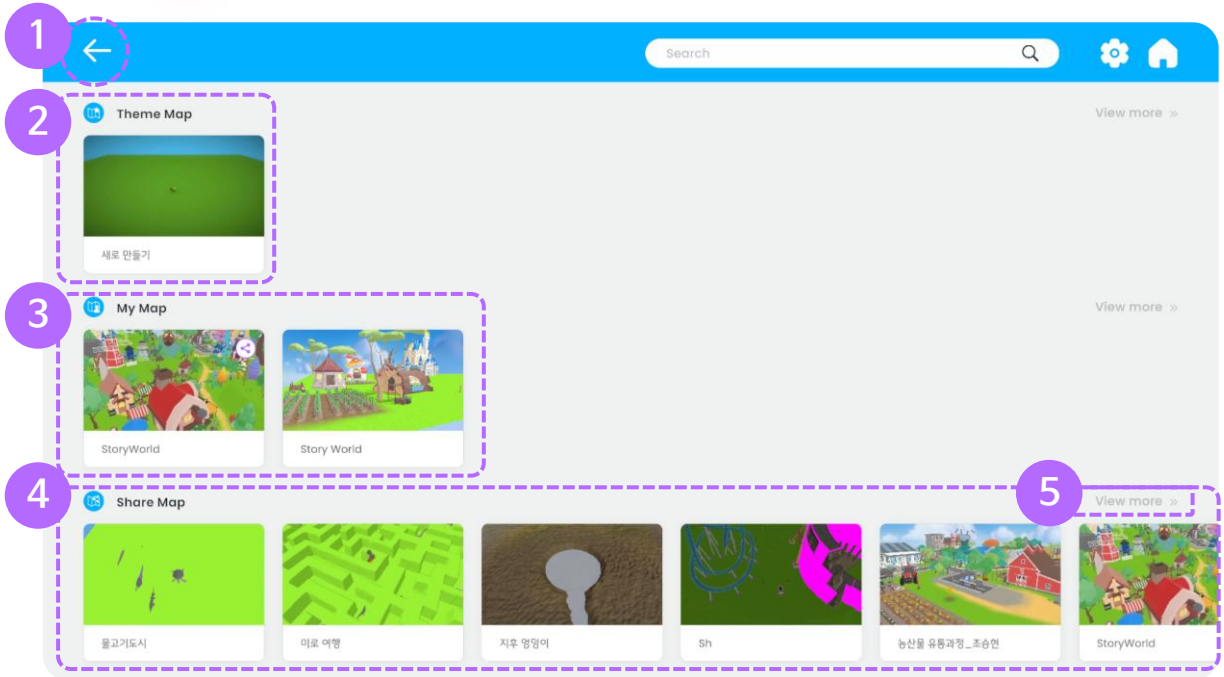 1
Search
2
Theme Map
View more »
새로 만들기
3
My Map
View more »
StoryWorld
Story World
4
Share Map
5
View more »
물고기도시
미로 여행
지후 엉덩이
Sh
농산물 유통과정_조승현
StoryWorld